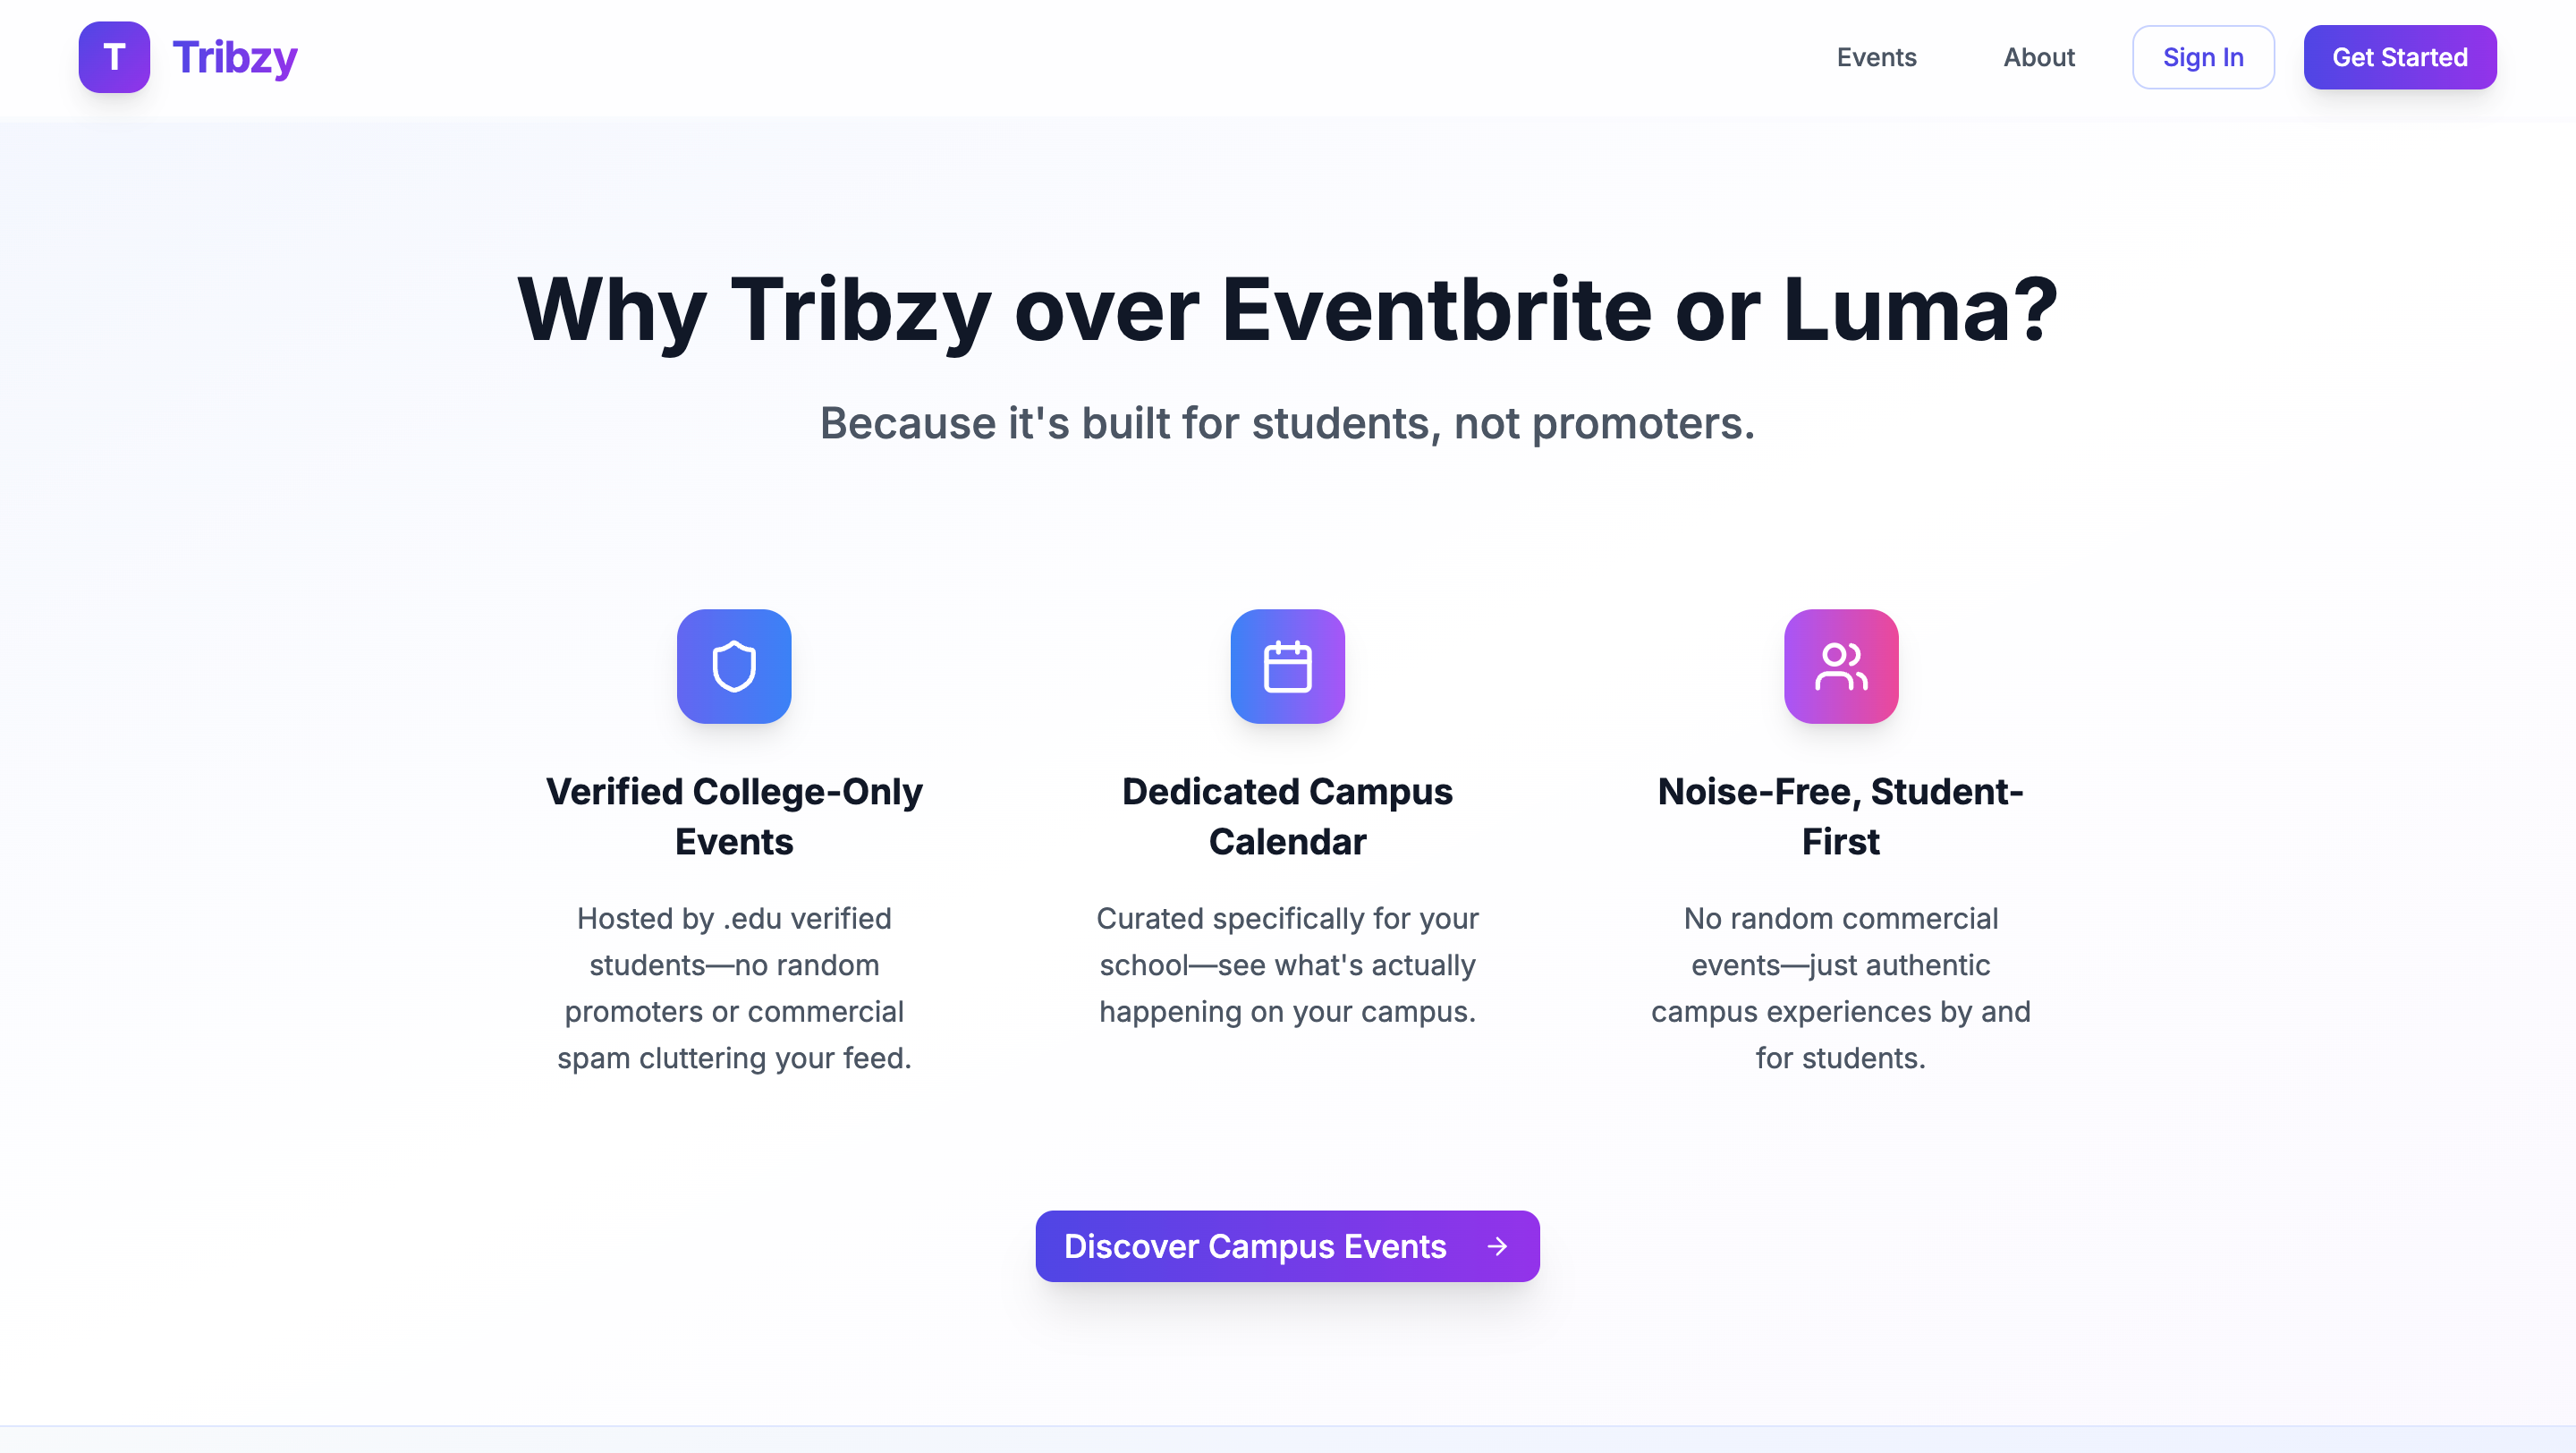 T
Tribzy
Events
About
Sign In
Get Started
Why Tribzy over Eventbrite or Luma?
Because it's built for students, not promoters.
Verified College-Only
Events
Hosted by .edu verified
students—no random
promoters or commercial
spam cluttering your feed.
Dedicated Campus
Calendar
Curated specifically for your
school—see what's actually
happening on your campus.
Noise-Free, Student-
First
No random commercial
events—just authentic
campus experiences by and
for students.
Discover Campus Events